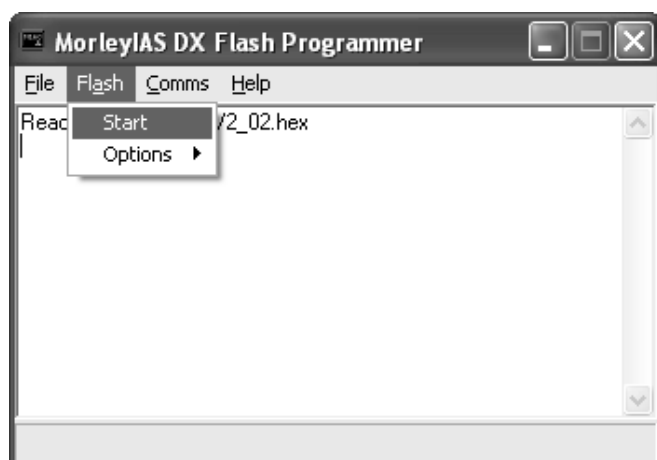 MorleyIAS DX Flash Programmer
File Flash Comms Help
Start
Options
2_02.hex